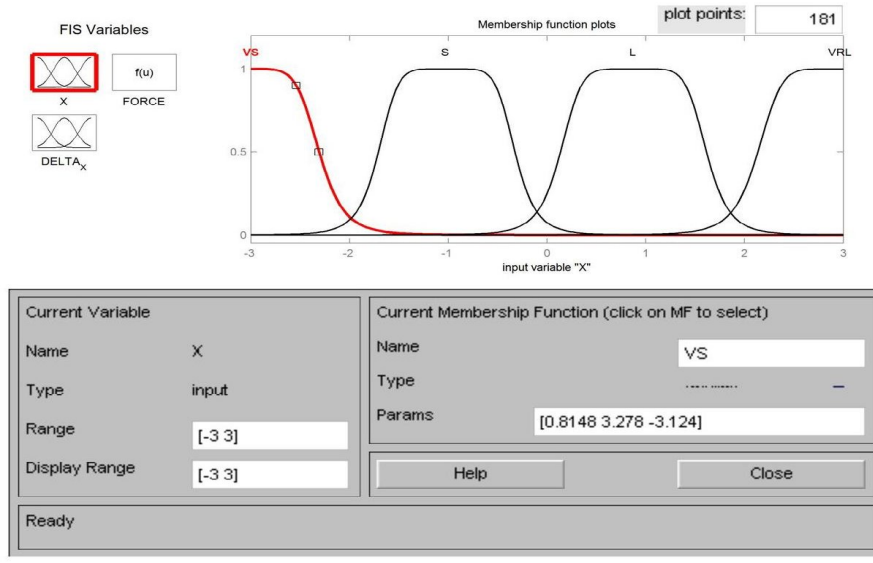 FIS Variables
f(u)
X
FORCE
DELTA_X
Membership function plots
plot points:
181
VS
S
L
VRL
1
0.5
0
-3
-2
-1
0
1
2
3
input variable "X"
Current Variable
Name
X
Type
input
Range
[-3 3]
Display Range
[-3 3]
Current Membership Function (click on MF to select)
Name
VS
Type
Params
[0.8148 3.278 -3.124]
Help
Close
Ready